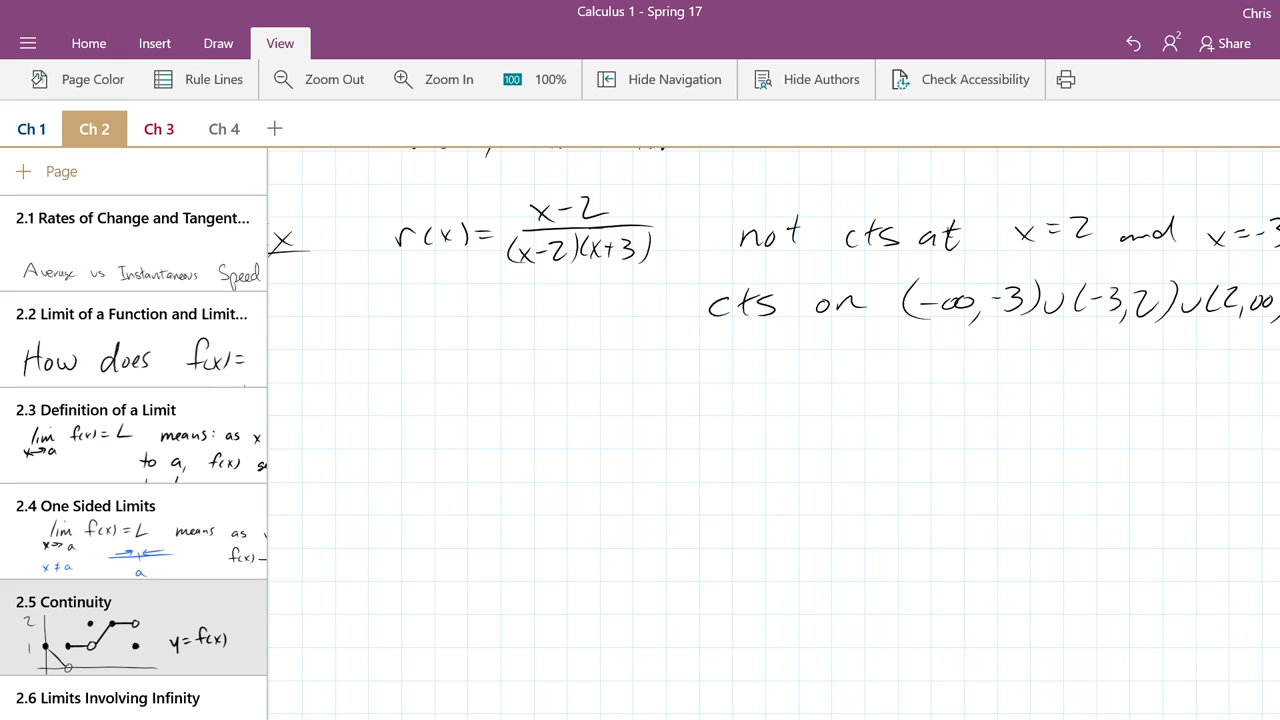 Calculus 1 - Spring 17
Chris
Home Insert Draw View
2
Share
Page Color Rule Lines Zoom Out Zoom In 100 100% Hide Navigation Hide Authors Check Accessibility
Ch 1 Ch 2 Ch 3 Ch 4
Page
2.1 Rates of Change and Tangent...
Average vs Instantaneous Speed
2.2 Limit of a Function and Limit...
How does f(x)=
2.3 Definition of a Limit
lim x→a f(x)=L means: as x
to a, f(x)
2.4 One Sided Limits
lim x→a f(x)=L means as
x≠a a f(x)
2.5 Continuity
2
1
y=f(x)
2.6 Limits Involving Infinity
x r(x)= x-2 / (x-2)(x+3) not cts at x=2 and x=-3
cts on (-∞,-3)∪(-3,2)∪(2,∞